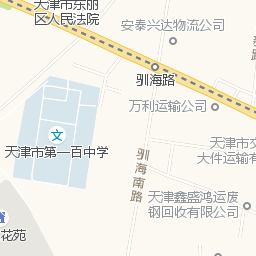 天津市东丽
区人民法院
安泰兴达物流公司
驯海路
万利运输公司
天津市第一百中学
驯海南路
天津市交
大件运输有
天津鑫盛鸿运废
钢回收有限公司
花苑